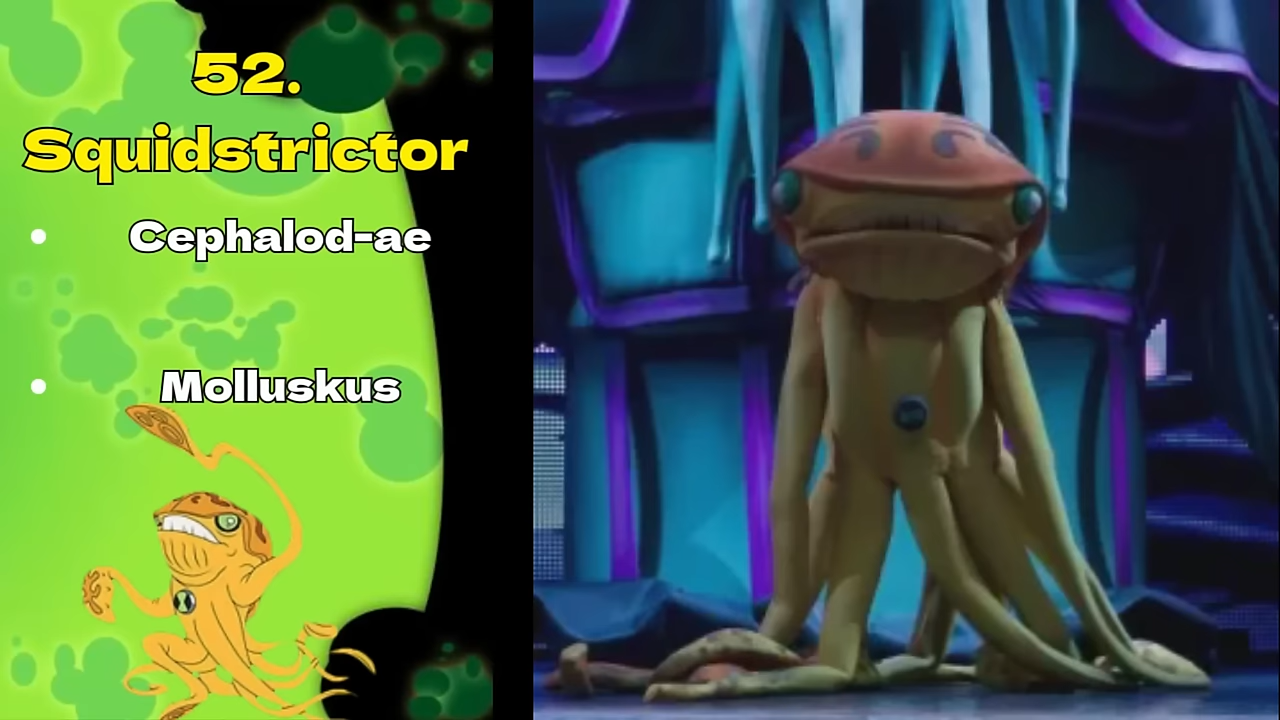 52.
Squidstrictor
• Cephalod-ae
• Molluskus